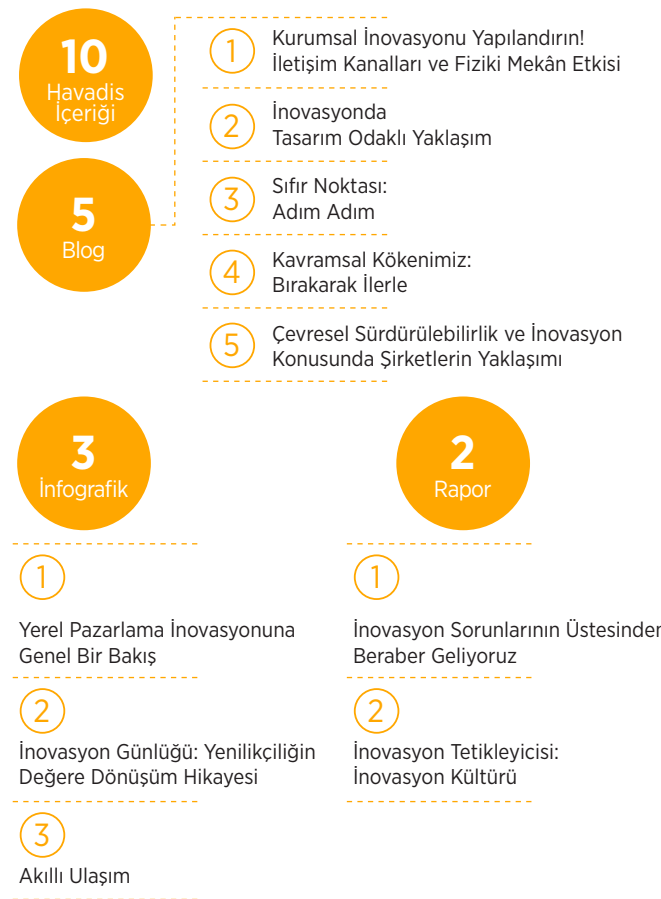 10
Havadis
İçeriği
5
Blog
1
Kurumsal İnovasyonu Yapılandırın!
İletişim Kanalları ve Fiziki Mekân Etkisi
2
İnovasyonda
Tasarım Odaklı Yaklaşım
3
Sıfır Noktası:
Adım Adım
4
Kavramsal Kökenimiz:
Bırakarak İlerle
5
Çevresel Sürdürülebilirlik ve İnovasyon
Konusunda Şirketlerin Yaklaşımı
3
İnfografik
1
Yerel Pazarlama İnovasyonuna
Genel Bir Bakış
2
İnovasyon Günlüğü: Yenilikçiliğin
Değere Dönüşüm Hikayesi
3
Akıllı Ulaşım
2
Rapor
1
İnovasyon Sorunlarının Üstesinden
Beraber Geliyoruz
2
İnovasyon Tetikleyicisi:
İnovasyon Kültürü